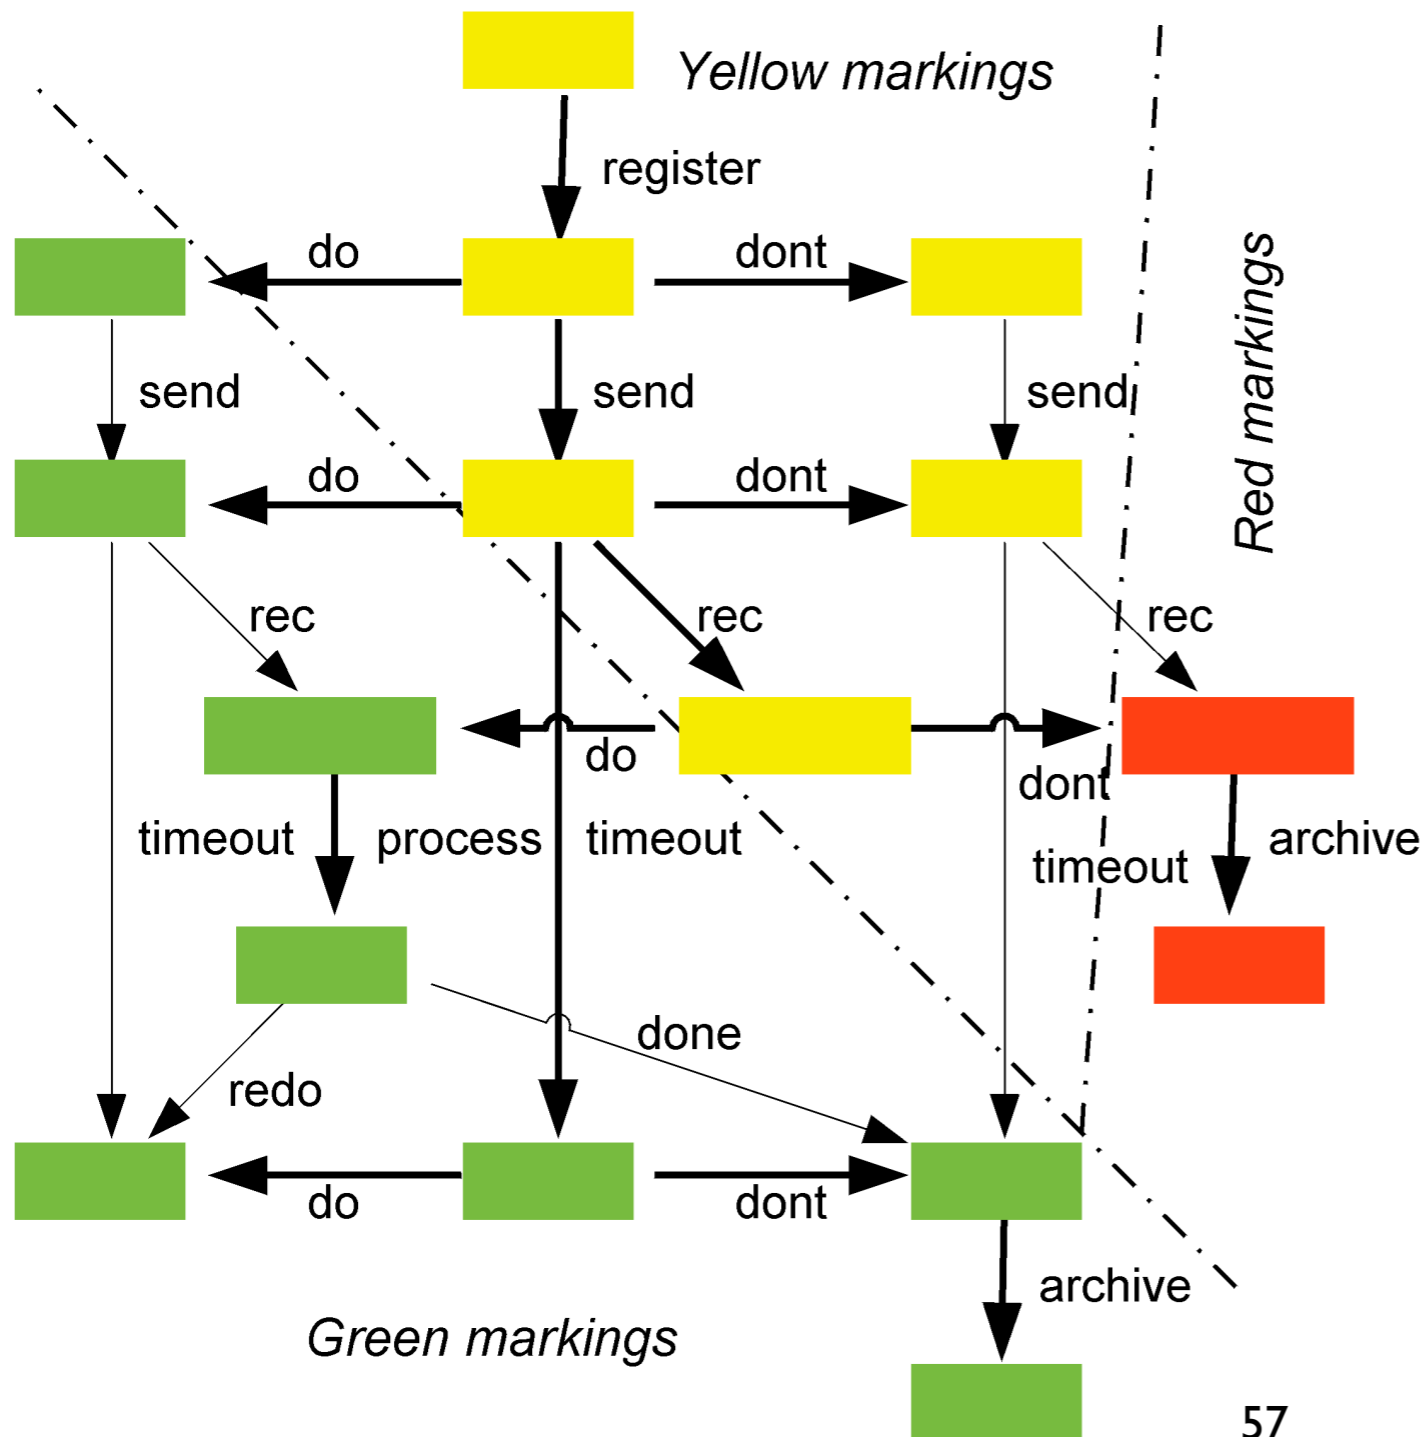 Yellow markings
register
do
dont
Red markings
send
send
send
do
dont
rec
rec
rec
do
dont
timeout
process
timeout
timeout
archive
done
redo
do
dont
archive
Green markings
57